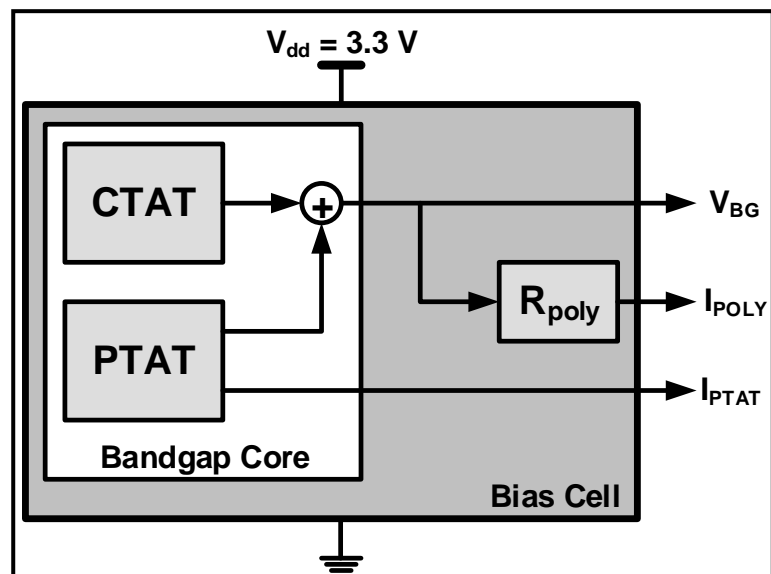 V_dd = 3.3 V
CTAT
+
V_BG
R_poly
I_POLY
PTAT
I_PTAT
Bandgap Core
Bias Cell